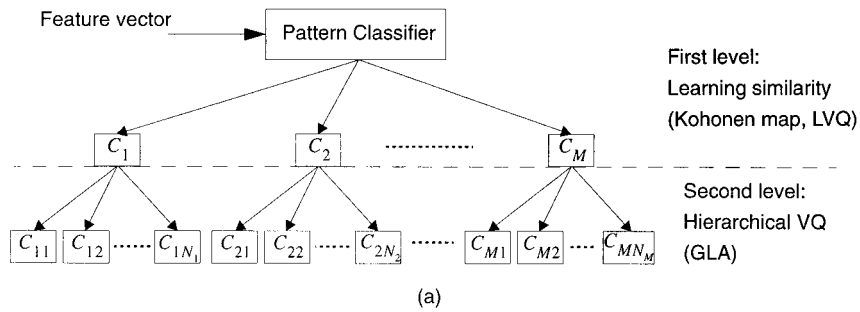 Feature vector
Pattern Classifier
First level:
Learning similarity
(Kohonen map, LVQ)
C1 C2 ............ CM
Second level:
Hierarchical VQ
(GLA)
C11 C12 ..... C1N1 C21 C22 ..... C2N2 ...... CM1 CM2 .... CMNM
(a)